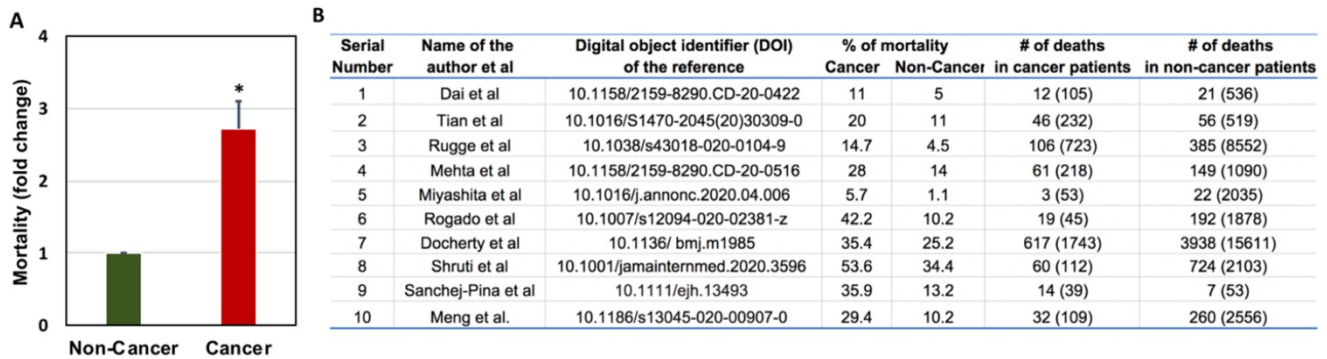 A
Mortality (fold change)
4
3
2
1
0
*
Non-Cancer Cancer
B
Serial Number Name of the author et al Digital object identifier (DOI) of the reference % of mortality # of deaths in cancer patients # of deaths in non-cancer patients
Cancer Non-Cancer
1 Dai et al 10.1158/2159-8290.CD-20-0422 11 5 12 (105) 21 (536)
2 Tian et al 10.1016/S1470-2045(20)30309-0 20 11 46 (232) 56 (519)
3 Rugge et al 10.1038/s43018-020-0104-9 14.7 4.5 106 (723) 385 (8552)
4 Mehta et al 10.1158/2159-8290.CD-20-0516 28 14 61 (218) 149 (1090)
5 Miyashita et al 10.1016/j.annonc.2020.04.006 5.7 1.1 3 (53) 22 (2035)
6 Rogado et al 10.1007/s12094-020-02381-z 42.2 10.2 19 (45) 192 (1878)
7 Docherty et al 10.1136/ bmj.m1985 35.4 25.2 617 (1743) 3938 (15611)
8 Shruti et al 10.1001/jamainternmed.2020.3596 53.6 34.4 60 (112) 724 (2103)
9 Sanchej-Pina et al 10.1111/ejh.13493 35.9 13.2 14 (39) 7 (53)
10 Meng et al. 10.1186/s13045-020-00907-0 29.4 10.2 32 (109) 260 (2556)